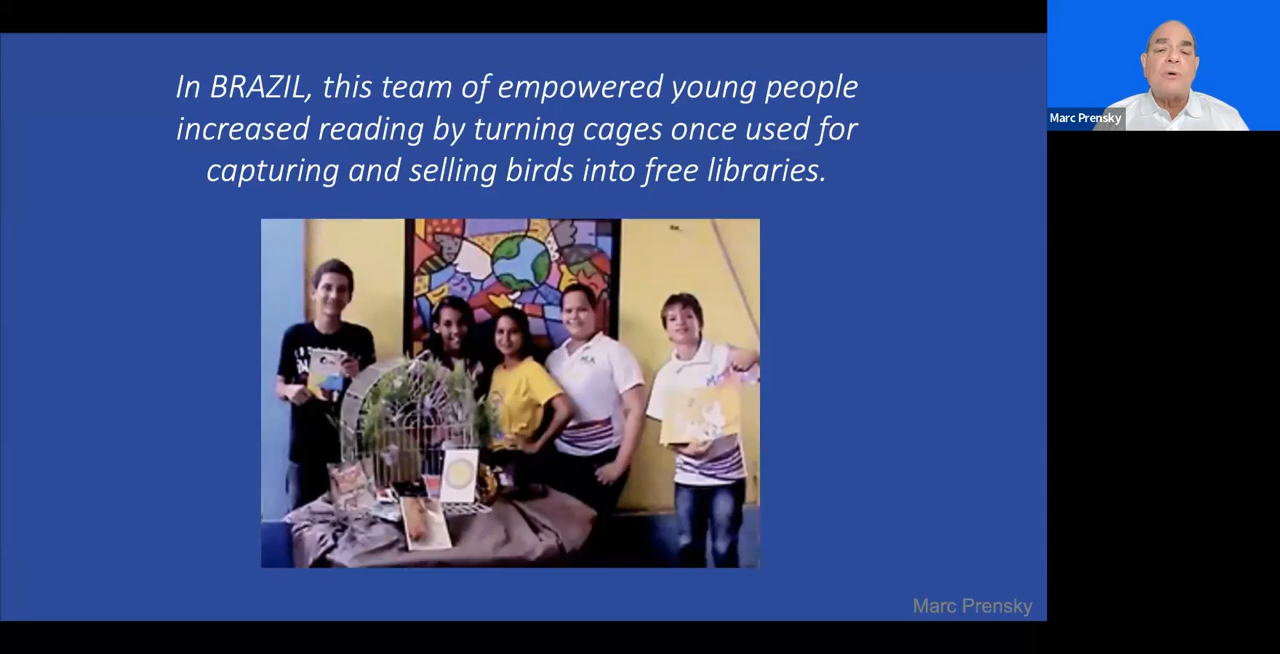 In BRAZIL, this team of empowered young people
increased reading by turning cages once used for
capturing and selling birds into free libraries.
Marc Prensky
Marc Prensky